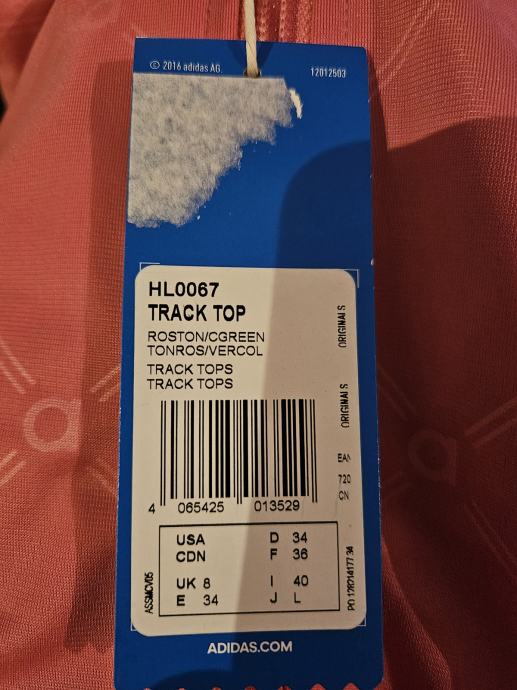 © 2016 adidas AG.
12012503
HL0067
TRACK TOP
ROSTON/CGREEN
TONROS/VERCOL
TRACK TOPS
TRACK TOPS
ORIGINALS
ORIGINALS
EAN
720
CN
4 065425 013529
USA D 34
CDN F 36
UK 8 I 40
E 34 J L
ASSMCV05
ADIDAS.COM
a
a